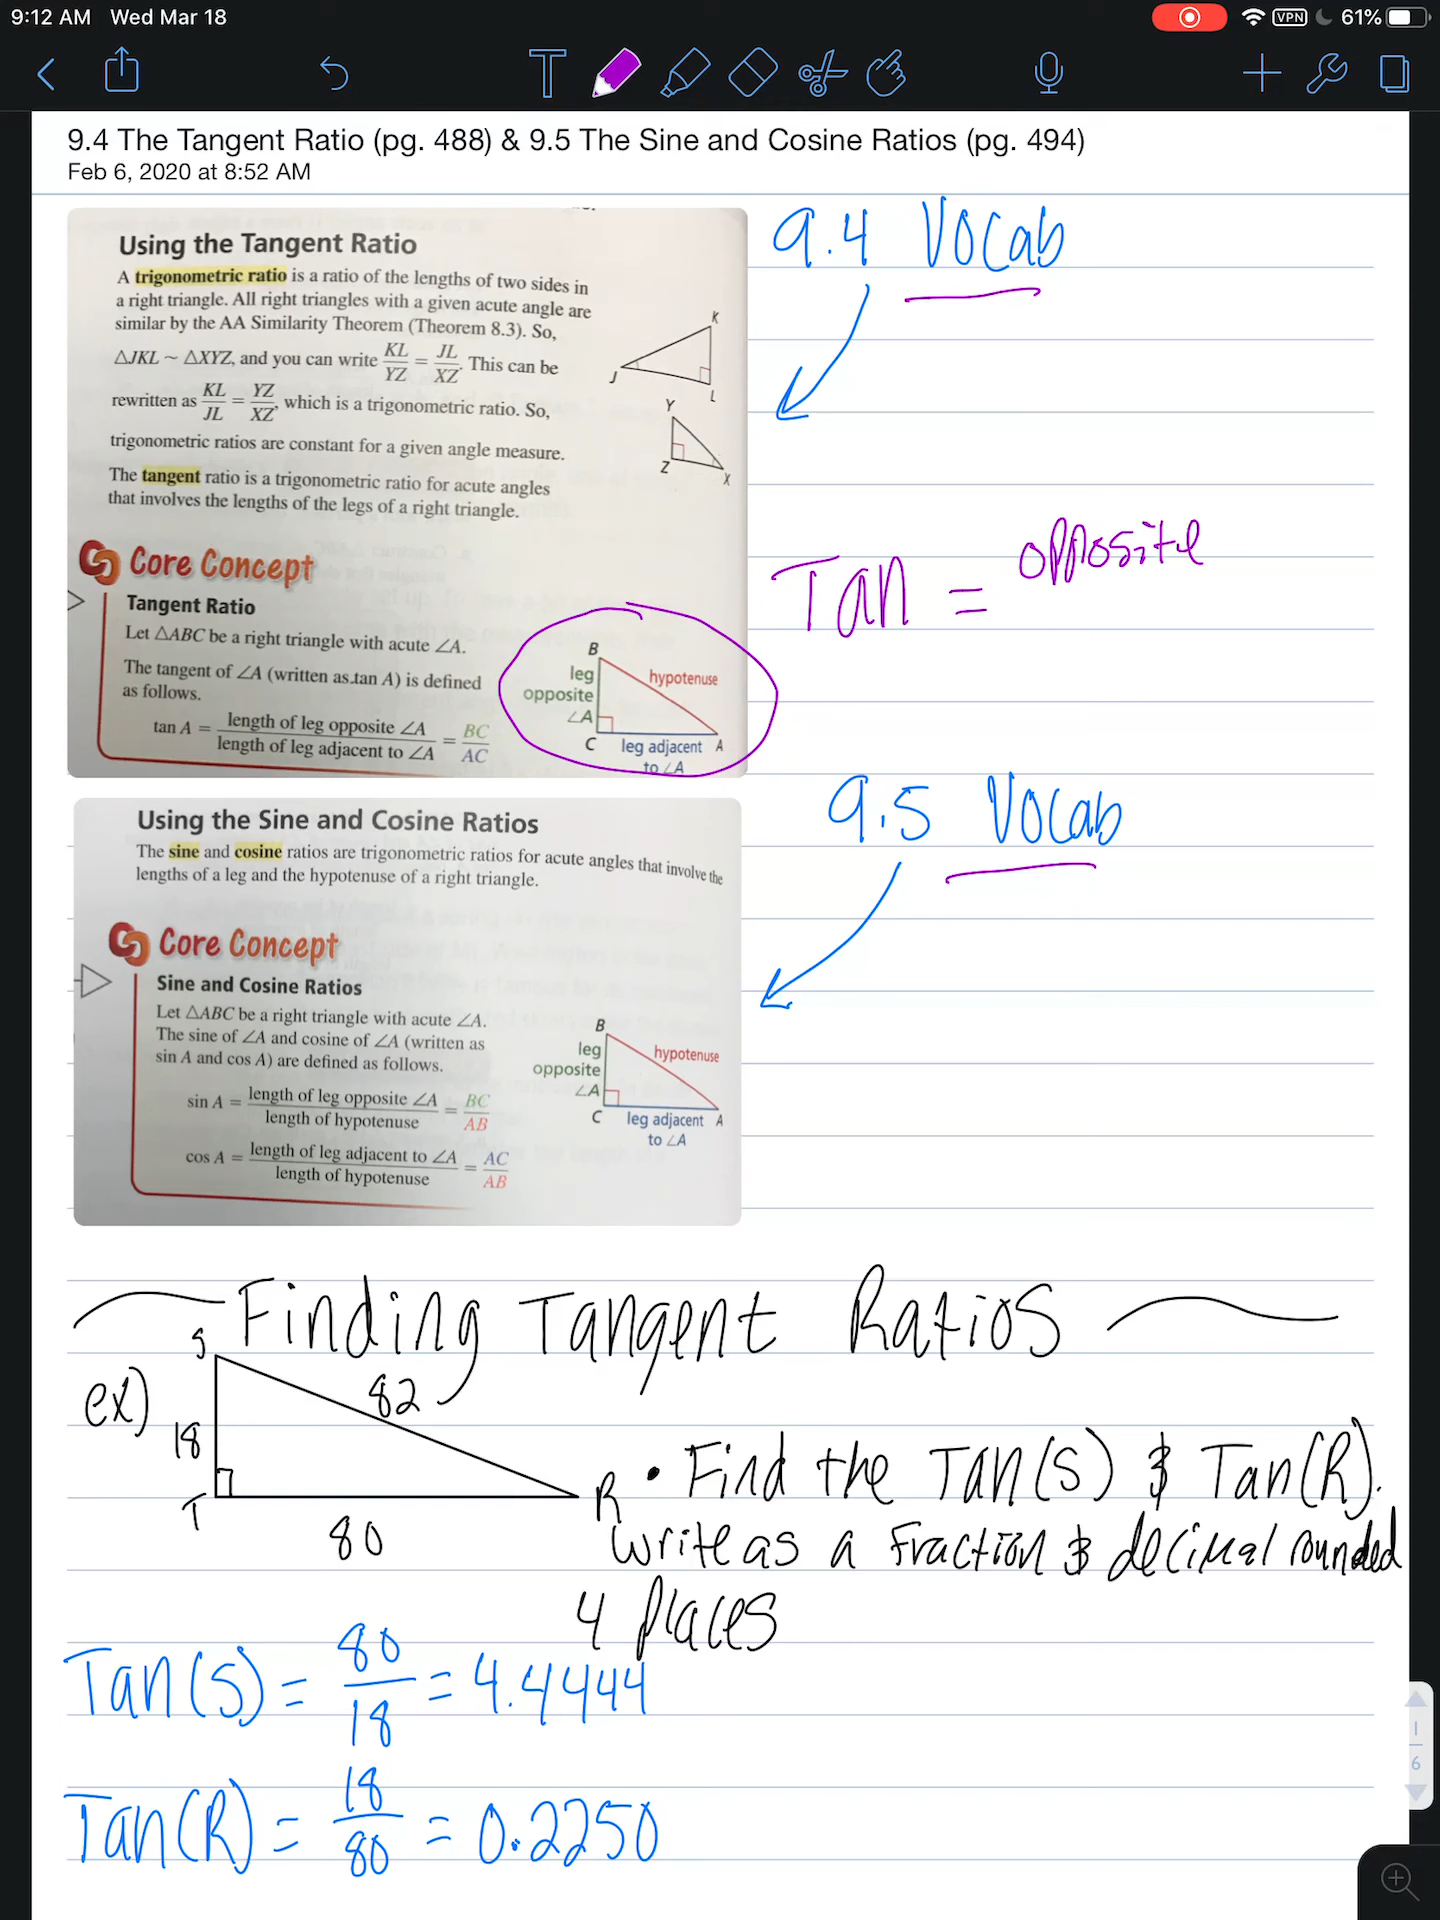 9:12 AM Wed Mar 18
VPN 61%
9.4 The Tangent Ratio (pg. 488) & 9.5 The Sine and Cosine Ratios (pg. 494)
Feb 6, 2020 at 8:52 AM
Using the Tangent Ratio
A trigonometric ratio is a ratio of the lengths of two sides in
a right triangle. All right triangles with a given acute angle are
similar by the AA Similarity Theorem (Theorem 8.3). So,
△JKL ~ △XYZ, and you can write KL/YZ = JL/XZ. This can be
rewritten as KL/JL = YZ/XZ, which is a trigonometric ratio. So,
trigonometric ratios are constant for a given angle measure.
The tangent ratio is a trigonometric ratio for acute angles
that involves the lengths of the legs of a right triangle.
K
J
L
Y
Z
X
Core Concept
Tangent Ratio
Let △ABC be a right triangle with acute ∠A.
The tangent of ∠A (written as tan A) is defined
as follows.
tan A = length of leg opposite ∠A / length of leg adjacent to ∠A = BC/AC
B
leg
opposite
∠A
hypotenuse
C
leg adjacent
to ∠A
A
9.4 Vocab
Tan = opposite
Using the Sine and Cosine Ratios
The sine and cosine ratios are trigonometric ratios for acute angles that involve the
lengths of a leg and the hypotenuse of a right triangle.
Core Concept
Sine and Cosine Ratios
Let △ABC be a right triangle with acute ∠A.
The sine of ∠A and cosine of ∠A (written as
sin A and cos A) are defined as follows.
sin A = length of leg opposite ∠A / length of hypotenuse = BC/AB
cos A = length of leg adjacent to ∠A / length of hypotenuse = AC/AB
B
leg
opposite
∠A
hypotenuse
C
leg adjacent
to ∠A
A
9.5 Vocab
Finding Tangent Ratios
ex)
S
82
18
T
80
R
• Find the Tan(S) & Tan(R).
Write as a fraction & decimal rounded
4 places
Tan(S) = 80/18 = 4.4444
Tan(R) = 18/80 = 0.2250
1
6